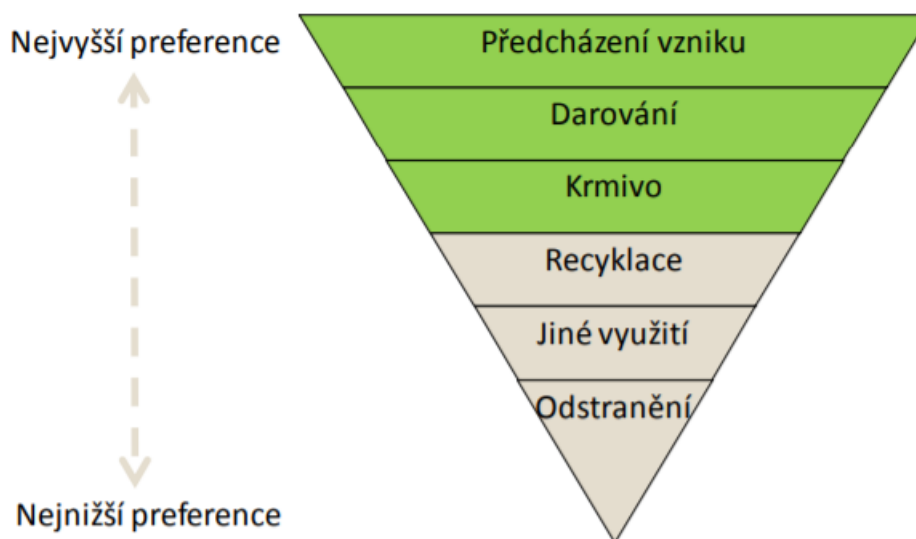 Nejvyšší preference
Předcházení vzniku
Darování
Krmivo
Recyklace
Jiné využití
Odstranění
Nejnižší preference